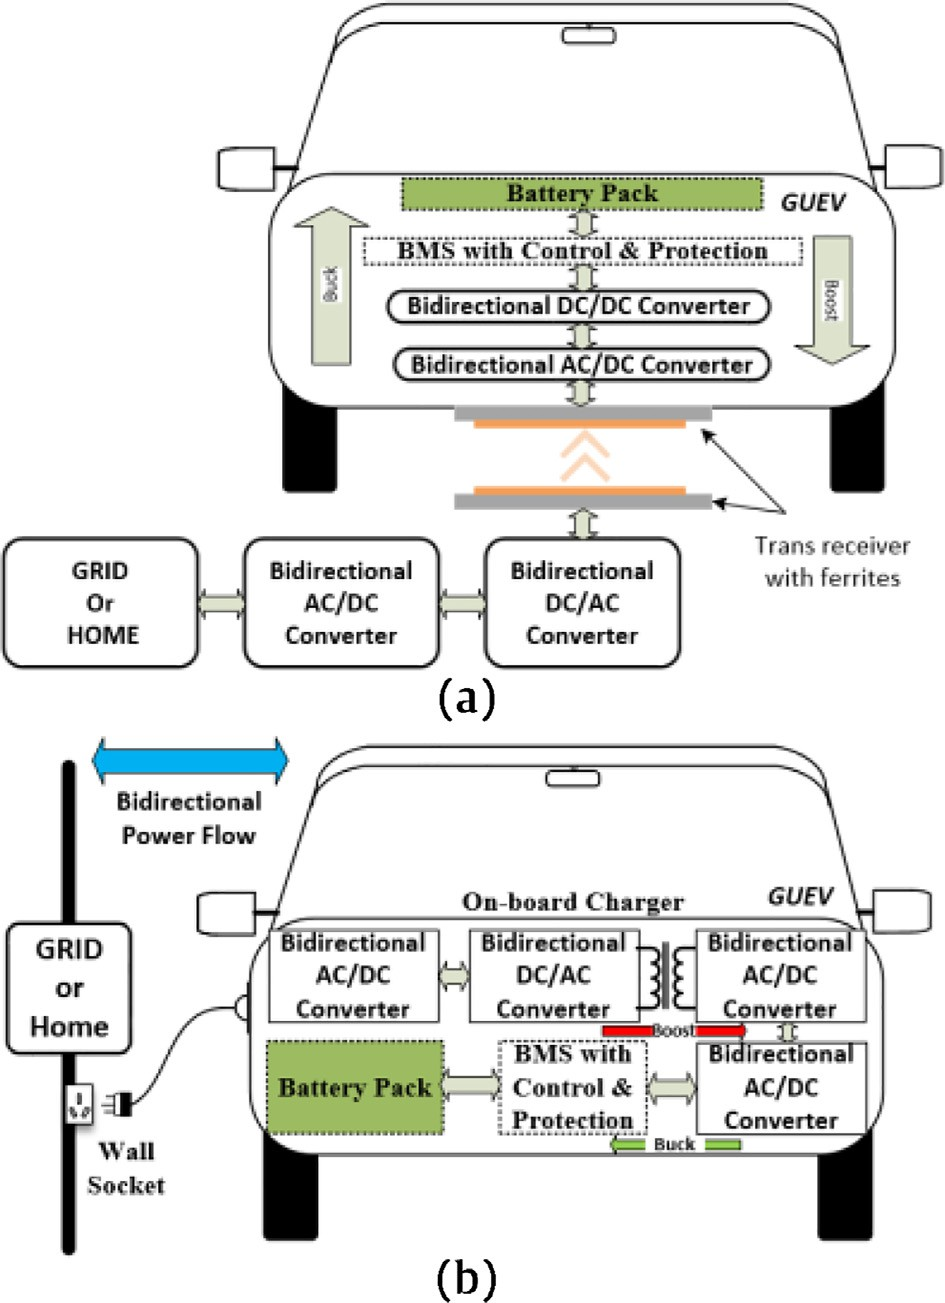 Battery Pack
GUEV
BMS with Control & Protection
Buck
Boost
Bidirectional DC/DC Converter
Bidirectional AC/DC Converter
Trans receiver
with ferrites
GRID
Or
HOME
Bidirectional
AC/DC
Converter
Bidirectional
DC/AC
Converter
(a)
Bidirectional
Power Flow
On-board Charger
GUEV
GRID
or
Home
Bidirectional
AC/DC
Converter
Bidirectional
DC/AC
Converter
Bidirectional
AC/DC
Converter
Boost
Battery Pack
BMS with
Control &
Protection
Bidirectional
AC/DC
Converter
Buck
Wall
Socket
(b)